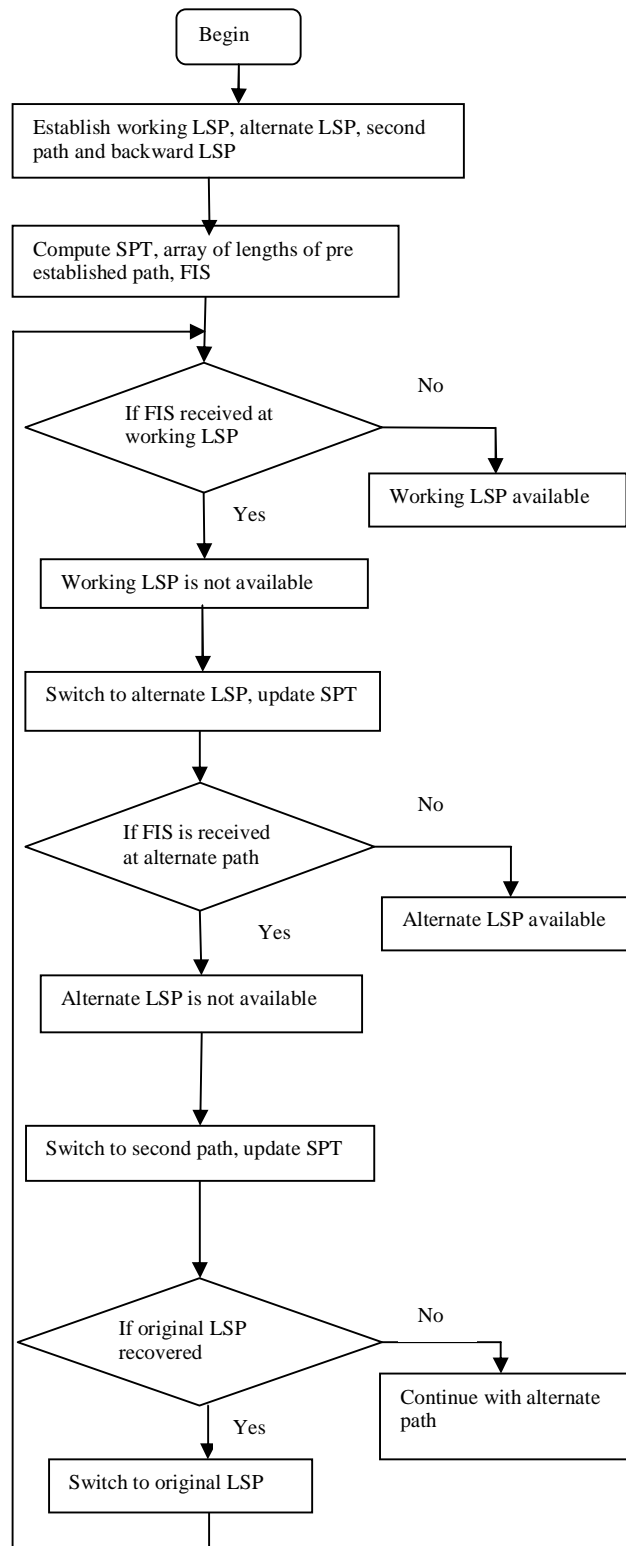 Begin
Establish working LSP, alternate LSP, second
path and backward LSP
Compute SPT, array of lengths of pre
established path, FIS
No
If FIS received at
working LSP
Working LSP available
Yes
Working LSP is not available
Switch to alternate LSP, update SPT
No
If FIS is received
at alternate path
Alternate LSP available
Yes
Alternate LSP is not available
Switch to second path, update SPT
No
If original LSP
recovered
Continue with alternate
path
Yes
Switch to original LSP